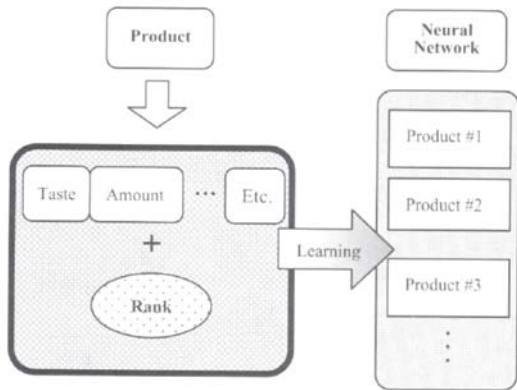 Product
Neural
Network
Taste
Amount
...
Etc.
+
Rank
Learning
Product #1
Product #2
Product #3
⋮